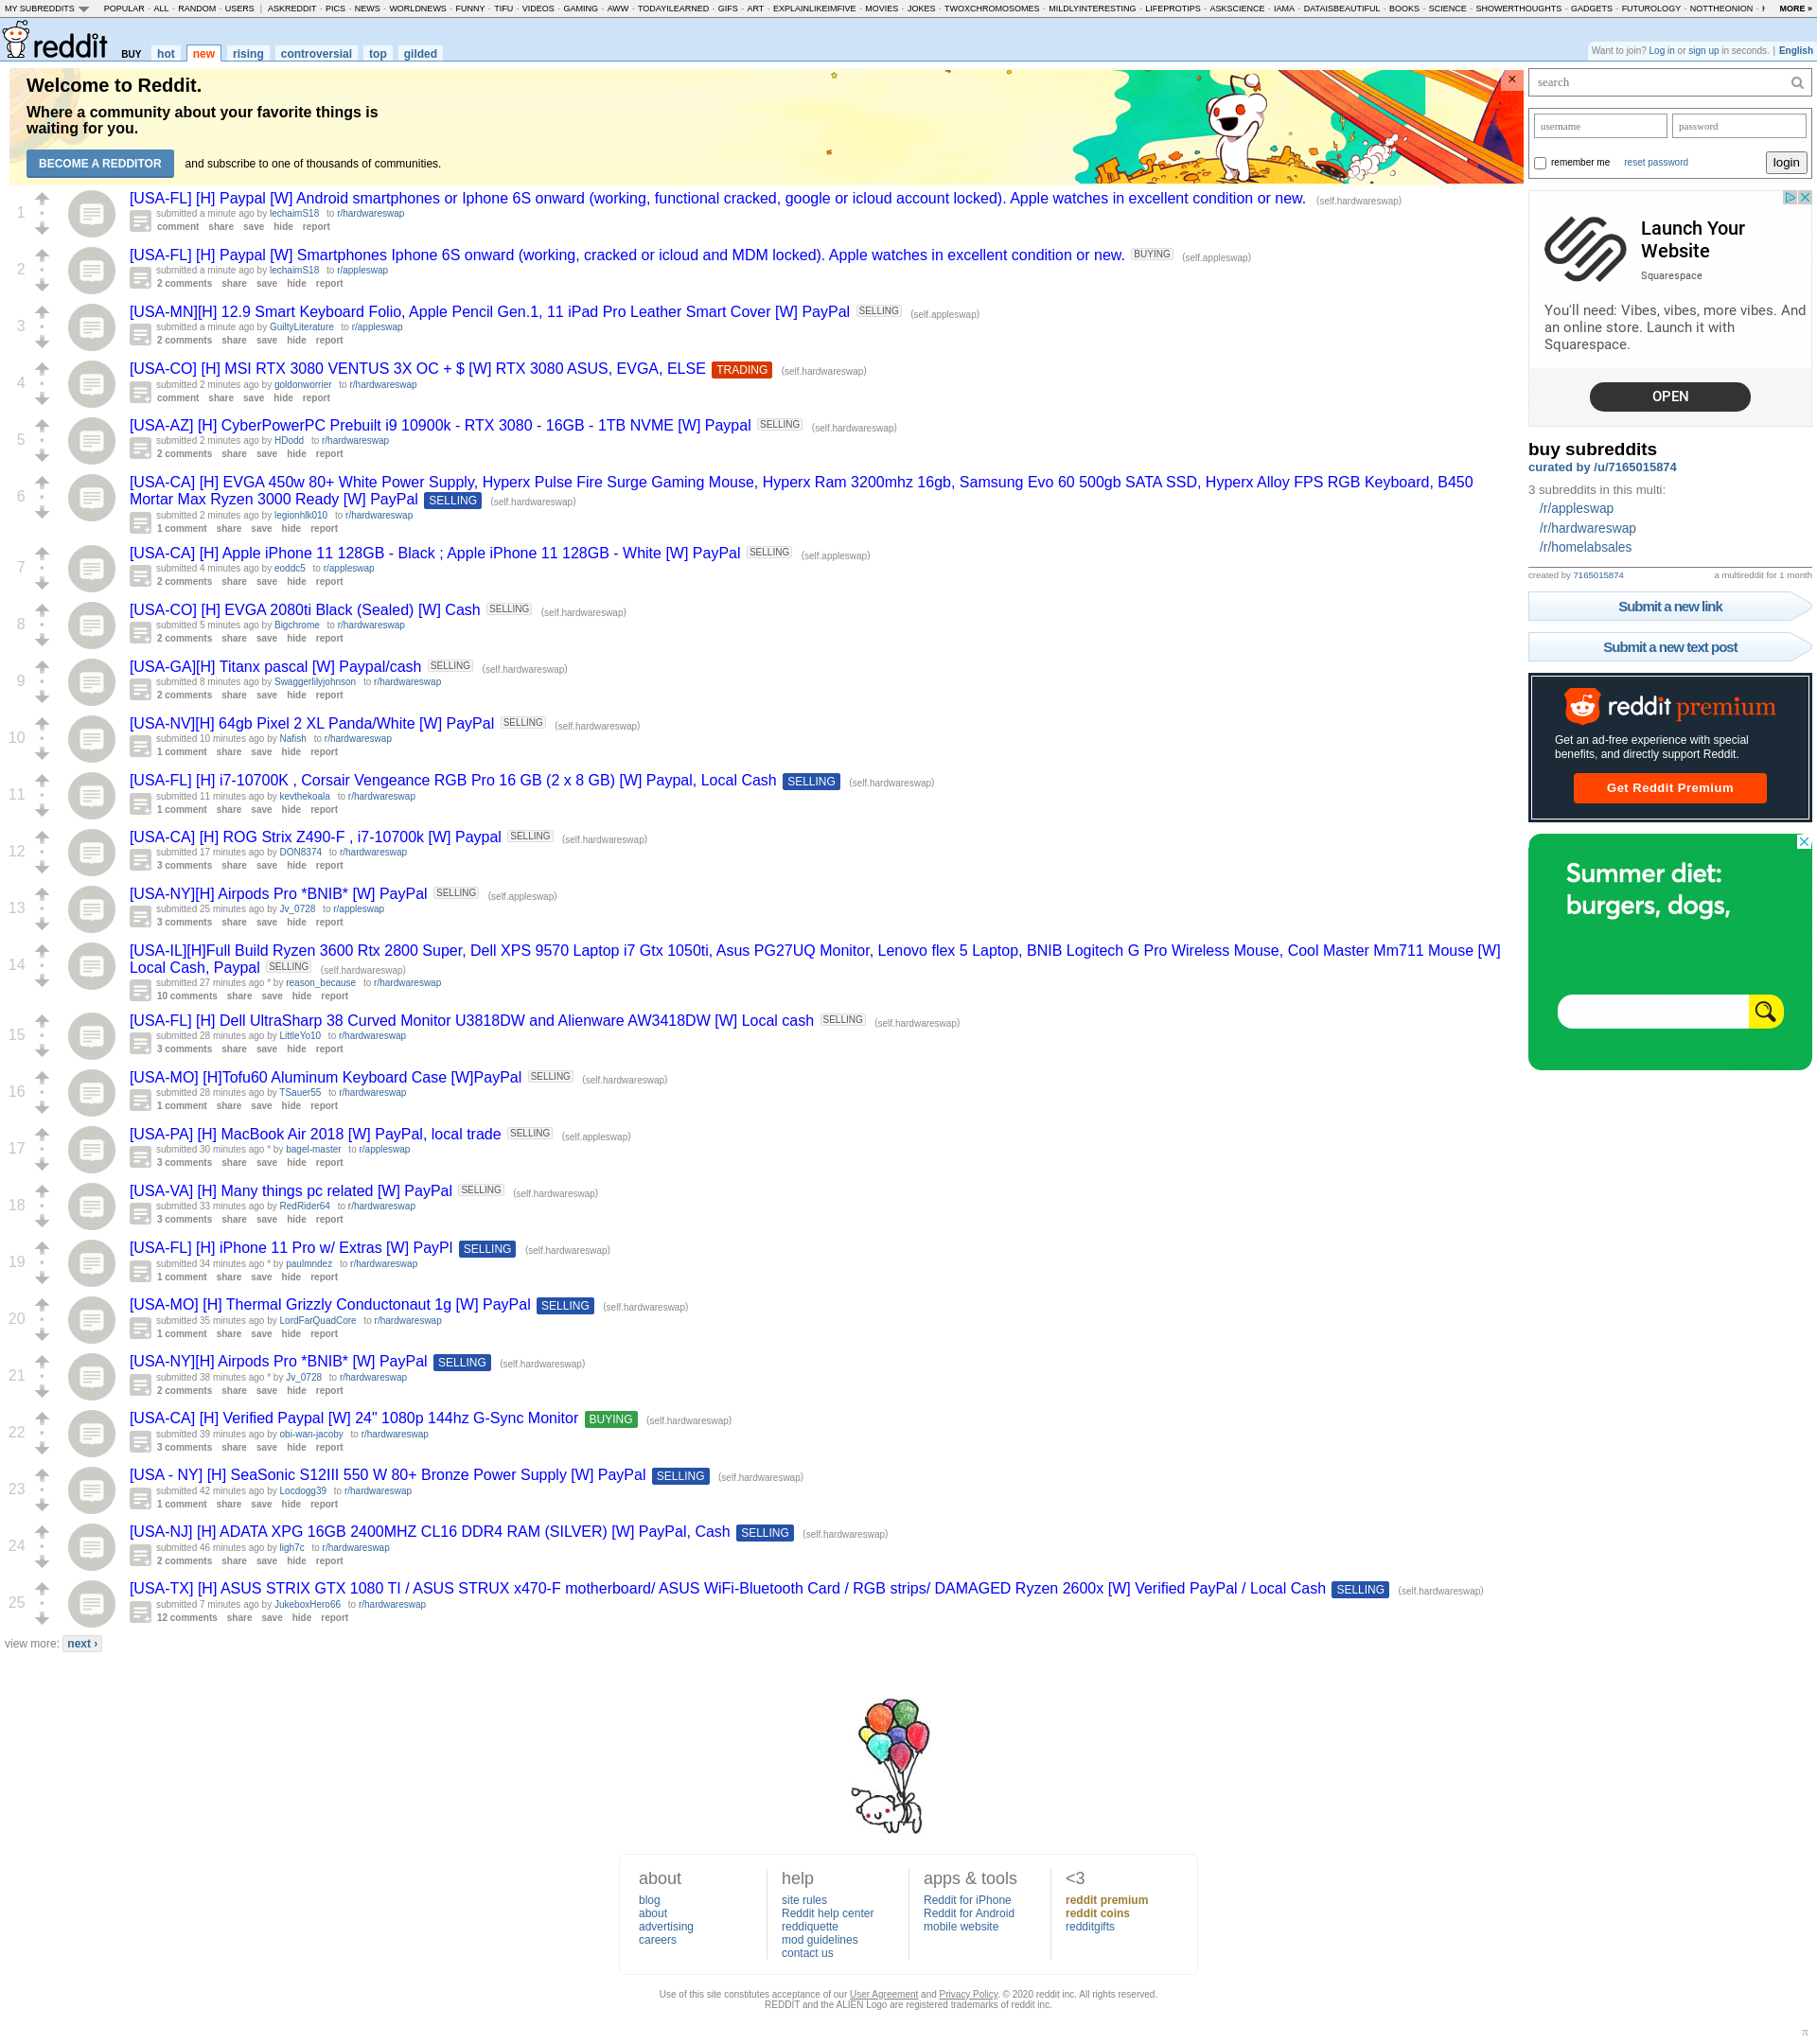 MY SUBREDDITS POPULAR - ALL - RANDOM - USERS | ASKREDDIT - PICS - NEWS - WORLDNEWS - FUNNY - TIFU - VIDEOS - GAMING - AWW - TODAYILEARNED - GIFS - ART - EXPLAINLIKEIMFIVE - MOVIES - JOKES - TWOXCHROMOSOMES - MILDLYINTERESTING - LIFEPROTIPS - ASKSCIENCE - IAMA - DATAISBEAUTIFUL - BOOKS - SCIENCE - SHOWERTHOUGHTS - GADGETS - FUTUROLOGY - NOTTHEONION - MORE »
reddit BUY hot new rising controversial top gilded
Want to join? Log in or sign up in seconds. | English
Welcome to Reddit.
Where a community about your favorite things is
waiting for you.
BECOME A REDDITOR and subscribe to one of thousands of communities.
1
[USA-FL] [H] Paypal [W] Android smartphones or Iphone 6S onward (working, functional cracked, google or icloud account locked). Apple watches in excellent condition or new. (self.hardwareswap)
submitted a minute ago by lechaimS18 to r/hardwareswap
comment share save hide report
2
[USA-FL] [H] Paypal [W] Smartphones Iphone 6S onward (working, cracked or icloud and MDM locked). Apple watches in excellent condition or new. BUYING (self.appleswap)
submitted a minute ago by lechaimS18 to r/appleswap
2 comments share save hide report
3
[USA-MN][H] 12.9 Smart Keyboard Folio, Apple Pencil Gen.1, 11 iPad Pro Leather Smart Cover [W] PayPal SELLING (self.appleswap)
submitted a minute ago by GuiltyLiterature to r/appleswap
2 comments share save hide report
4
[USA-CO] [H] MSI RTX 3080 VENTUS 3X OC + $ [W] RTX 3080 ASUS, EVGA, ELSE TRADING (self.hardwareswap)
submitted 2 minutes ago by goldonworrier to r/hardwareswap
comment share save hide report
5
[USA-AZ] [H] CyberPowerPC Prebuilt i9 10900k - RTX 3080 - 16GB - 1TB NVME [W] Paypal SELLING (self.hardwareswap)
submitted 2 minutes ago by HDodd to r/hardwareswap
2 comments share save hide report
6
[USA-CA] [H] EVGA 450w 80+ White Power Supply, Hyperx Pulse Fire Surge Gaming Mouse, Hyperx Ram 3200mhz 16gb, Samsung Evo 60 500gb SATA SSD, Hyperx Alloy FPS RGB Keyboard, B450
Mortar Max Ryzen 3000 Ready [W] PayPal SELLING (self.hardwareswap)
submitted 2 minutes ago by legionhlk010 to r/hardwareswap
1 comment share save hide report
7
[USA-CA] [H] Apple iPhone 11 128GB - Black ; Apple iPhone 11 128GB - White [W] PayPal SELLING (self.appleswap)
submitted 4 minutes ago by eoddc5 to r/appleswap
2 comments share save hide report
8
[USA-CO] [H] EVGA 2080ti Black (Sealed) [W] Cash SELLING (self.hardwareswap)
submitted 5 minutes ago by Bigchrome to r/hardwareswap
2 comments share save hide report
9
[USA-GA][H] Titanx pascal [W] Paypal/cash SELLING (self.hardwareswap)
submitted 8 minutes ago by Swaggerlilyjohnson to r/hardwareswap
2 comments share save hide report
10
[USA-NV][H] 64gb Pixel 2 XL Panda/White [W] PayPal SELLING (self.hardwareswap)
submitted 10 minutes ago by Nafish to r/hardwareswap
1 comment share save hide report
11
[USA-FL] [H] i7-10700K , Corsair Vengeance RGB Pro 16 GB (2 x 8 GB) [W] Paypal, Local Cash SELLING (self.hardwareswap)
submitted 11 minutes ago by kevthekoala to r/hardwareswap
1 comment share save hide report
12
[USA-CA] [H] ROG Strix Z490-F , i7-10700k [W] Paypal SELLING (self.hardwareswap)
submitted 17 minutes ago by DON8374 to r/hardwareswap
3 comments share save hide report
13
[USA-NY][H] Airpods Pro *BNIB* [W] PayPal SELLING (self.appleswap)
submitted 25 minutes ago by Jv_0728 to r/appleswap
3 comments share save hide report
14
[USA-IL][H]Full Build Ryzen 3600 Rtx 2800 Super, Dell XPS 9570 Laptop i7 Gtx 1050ti, Asus PG27UQ Monitor, Lenovo flex 5 Laptop, BNIB Logitech G Pro Wireless Mouse, Cool Master Mm711 Mouse [W]
Local Cash, Paypal SELLING (self.hardwareswap)
submitted 27 minutes ago * by reason_because to r/hardwareswap
10 comments share save hide report
15
[USA-FL] [H] Dell UltraSharp 38 Curved Monitor U3818DW and Alienware AW3418DW [W] Local cash SELLING (self.hardwareswap)
submitted 28 minutes ago by LittleYo10 to r/hardwareswap
3 comments share save hide report
16
[USA-MO] [H]Tofu60 Aluminum Keyboard Case [W]PayPal SELLING (self.hardwareswap)
submitted 28 minutes ago by TSauer55 to r/hardwareswap
1 comment share save hide report
17
[USA-PA] [H] MacBook Air 2018 [W] PayPal, local trade SELLING (self.appleswap)
submitted 30 minutes ago * by bagel-master to r/appleswap
3 comments share save hide report
18
[USA-VA] [H] Many things pc related [W] PayPal SELLING (self.hardwareswap)
submitted 33 minutes ago by RedRider64 to r/hardwareswap
3 comments share save hide report
19
[USA-FL] [H] iPhone 11 Pro w/ Extras [W] PayPl SELLING (self.hardwareswap)
submitted 34 minutes ago * by paulmndez to r/hardwareswap
1 comment share save hide report
20
[USA-MO] [H] Thermal Grizzly Conductonaut 1g [W] PayPal SELLING (self.hardwareswap)
submitted 35 minutes ago by LordFarQuadCore to r/hardwareswap
1 comment share save hide report
21
[USA-NY][H] Airpods Pro *BNIB* [W] PayPal SELLING (self.hardwareswap)
submitted 38 minutes ago * by Jv_0728 to r/hardwareswap
2 comments share save hide report
22
[USA-CA] [H] Verified Paypal [W] 24" 1080p 144hz G-Sync Monitor BUYING (self.hardwareswap)
submitted 39 minutes ago by obi-wan-jacoby to r/hardwareswap
3 comments share save hide report
23
[USA - NY] [H] SeaSonic S12III 550 W 80+ Bronze Power Supply [W] PayPal SELLING (self.hardwareswap)
submitted 42 minutes ago by Locdogg39 to r/hardwareswap
1 comment share save hide report
24
[USA-NJ] [H] ADATA XPG 16GB 2400MHZ CL16 DDR4 RAM (SILVER) [W] PayPal, Cash SELLING (self.hardwareswap)
submitted 46 minutes ago by ligh7c to r/hardwareswap
2 comments share save hide report
25
[USA-TX] [H] ASUS STRIX GTX 1080 TI / ASUS STRUX x470-F motherboard/ ASUS WiFi-Bluetooth Card / RGB strips/ DAMAGED Ryzen 2600x [W] Verified PayPal / Local Cash SELLING (self.hardwareswap)
submitted 7 minutes ago by JukeboxHero66 to r/hardwareswap
12 comments share save hide report
view more: next ›
search
username password
remember me reset password login
Launch Your
Website
Squarespace
You'll need: Vibes, vibes, more vibes. And
an online store. Launch it with
Squarespace.
OPEN
buy subreddits
curated by /u/7165015874
3 subreddits in this multi:
/r/appleswap
/r/hardwareswap
/r/homelabsales
created by 7165015874 a multireddit for 1 month
Submit a new link
Submit a new text post
reddit premium
Get an ad-free experience with special
benefits, and directly support Reddit.
Get Reddit Premium
Summer diet:
burgers, dogs,
about
blog
about
advertising
careers
help
site rules
Reddit help center
reddiquette
mod guidelines
contact us
apps & tools
Reddit for iPhone
Reddit for Android
mobile website
<3
reddit premium
reddit coins
redditgifts
Use of this site constitutes acceptance of our User Agreement and Privacy Policy. © 2020 reddit inc. All rights reserved.
REDDIT and the ALIEN Logo are registered trademarks of reddit inc.
π